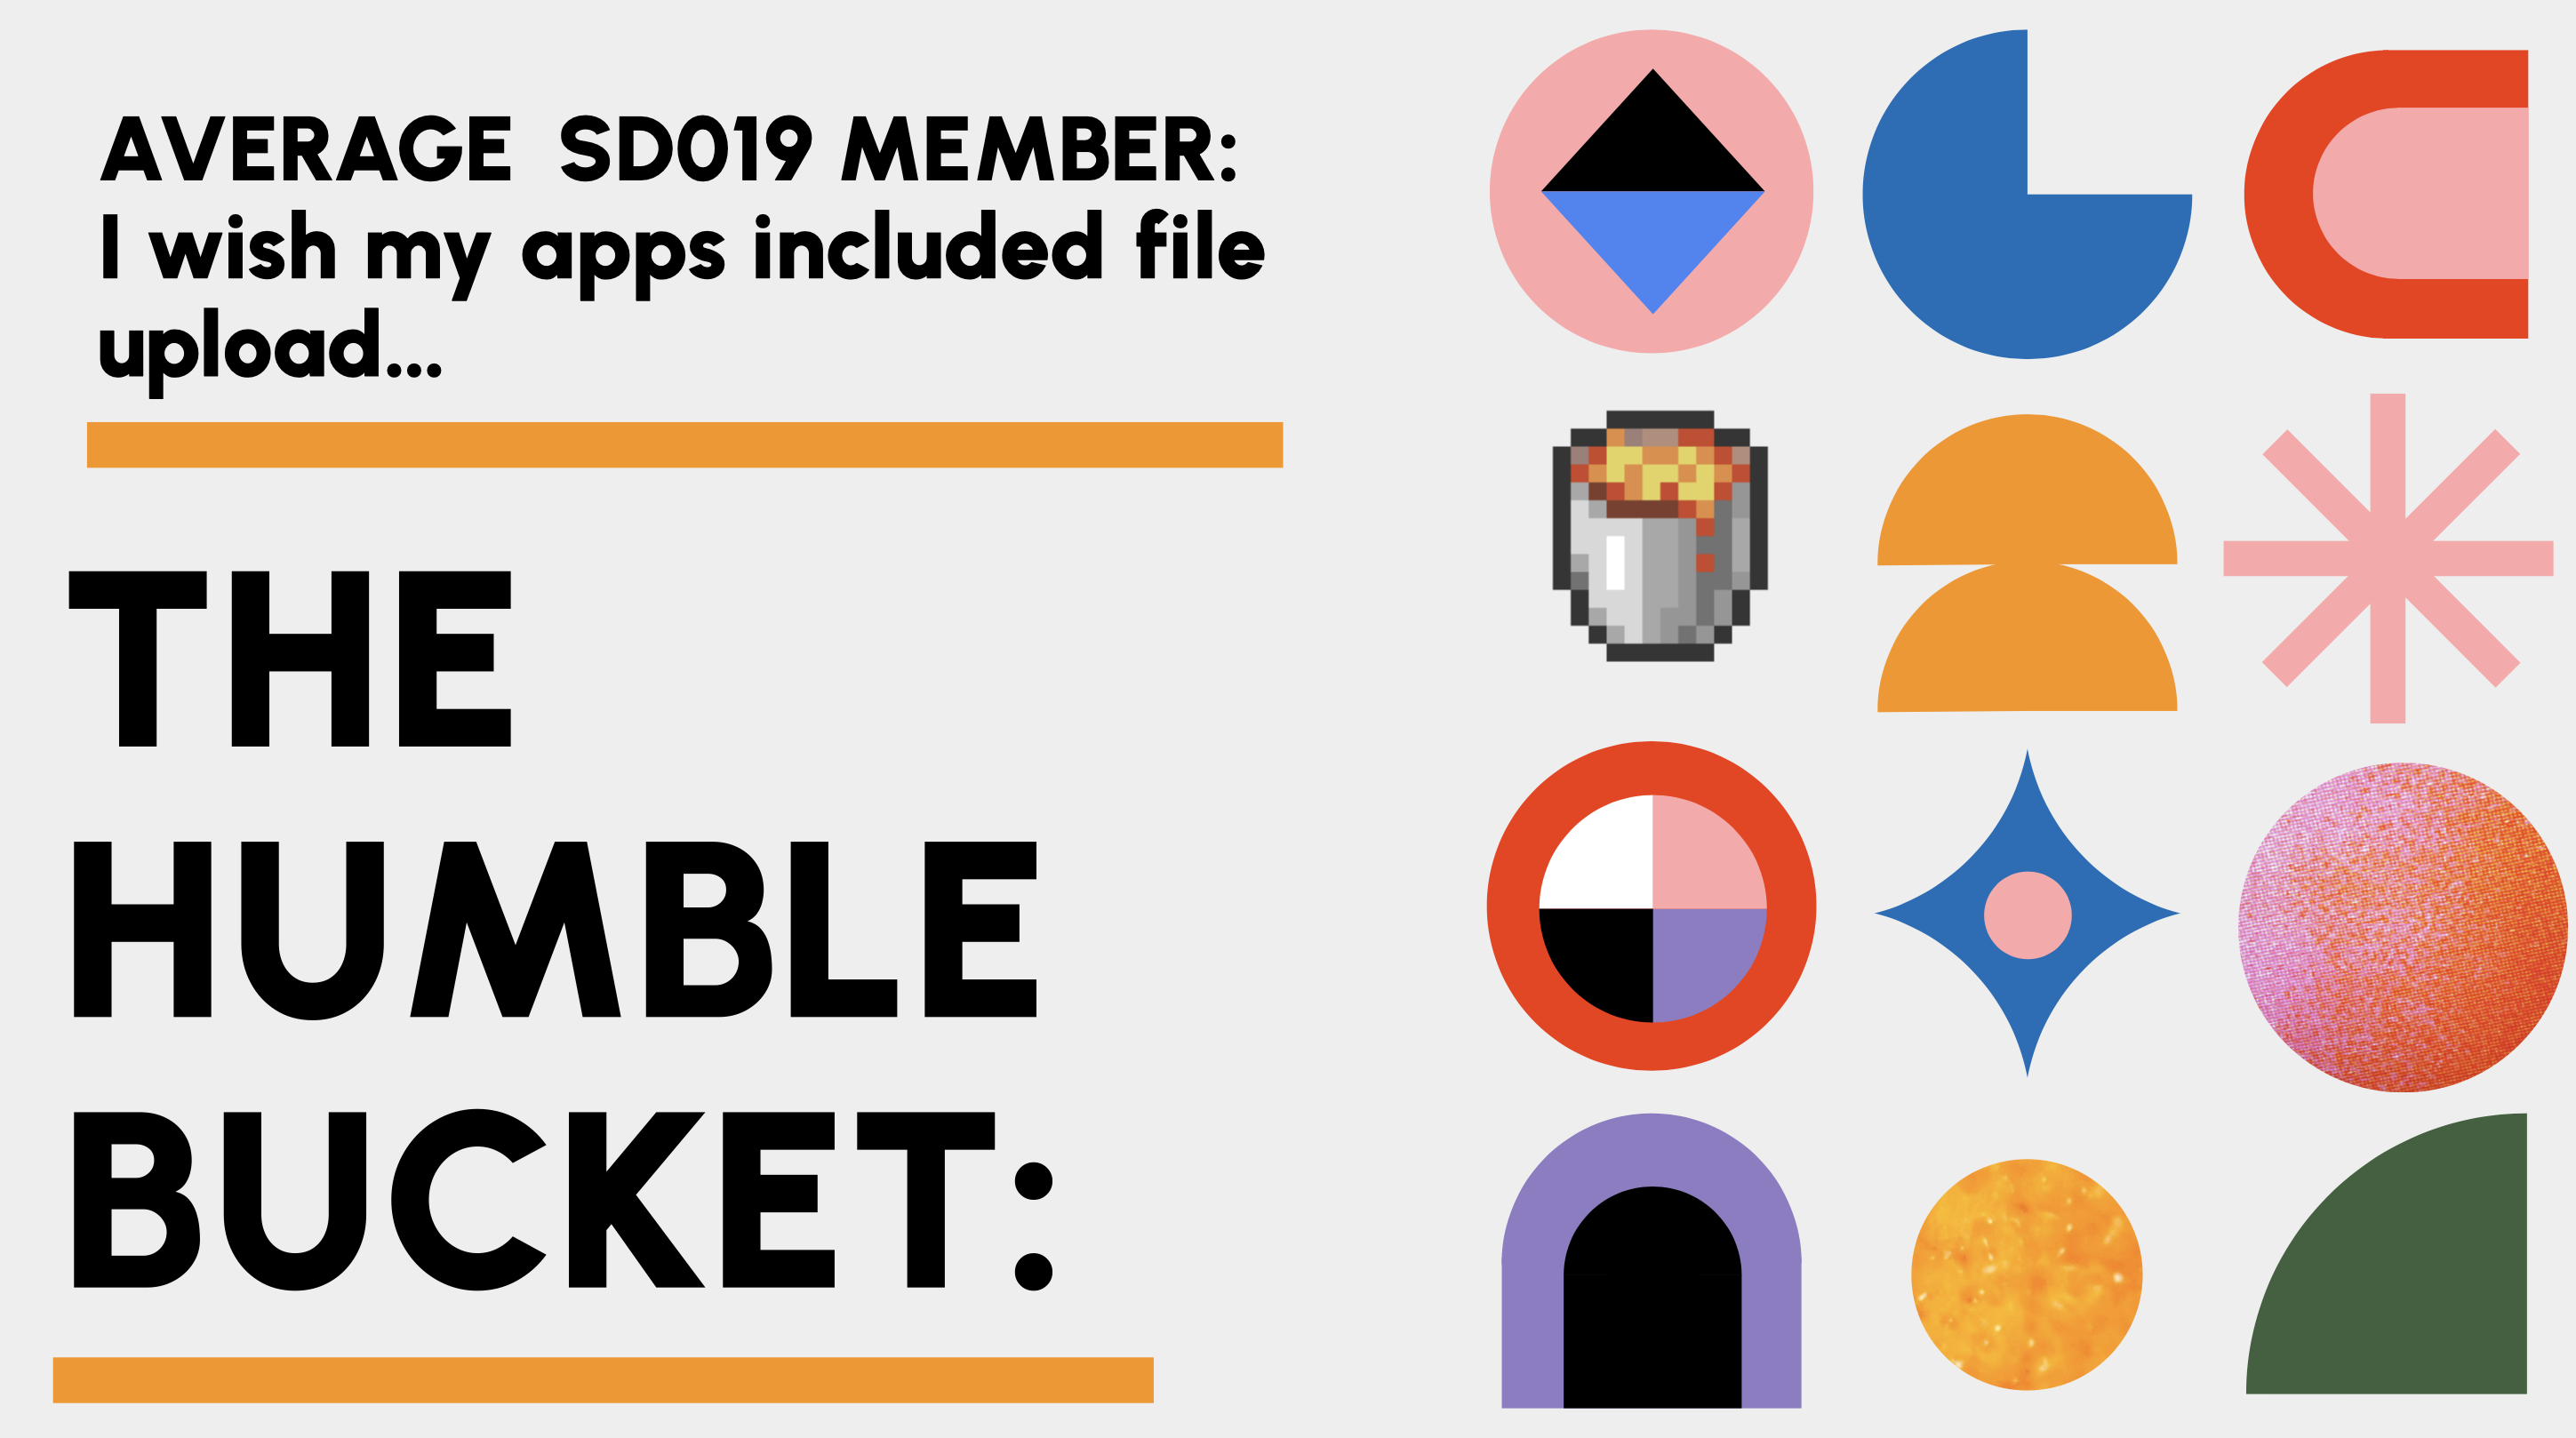 AVERAGE SD019 MEMBER:
I wish my apps included file
upload...
THE
HUMBLE
BUCKET: